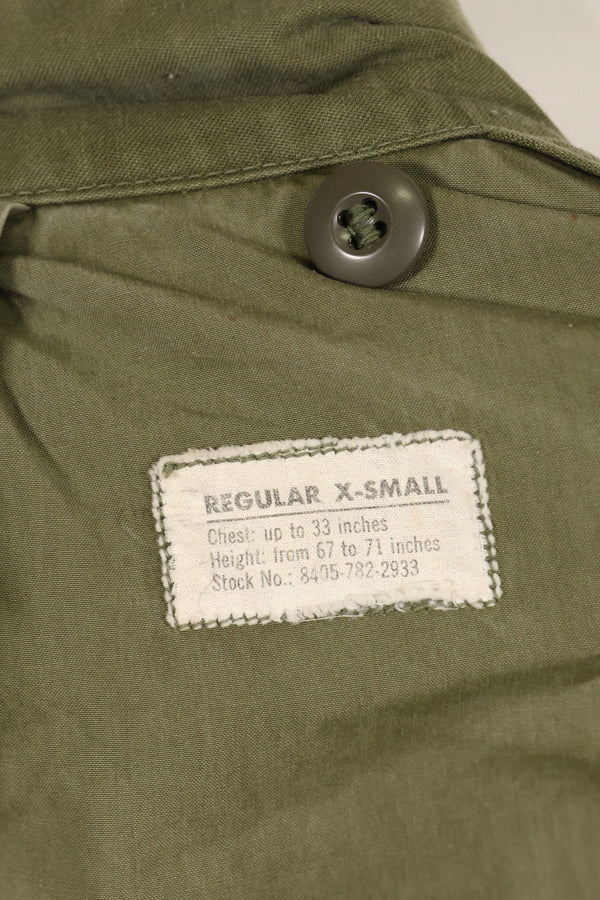 REGULAR X-SMALL
Chest: up to 33 inches
Height: from 67 to 71 inches
Stock No.: 8405-782-2933